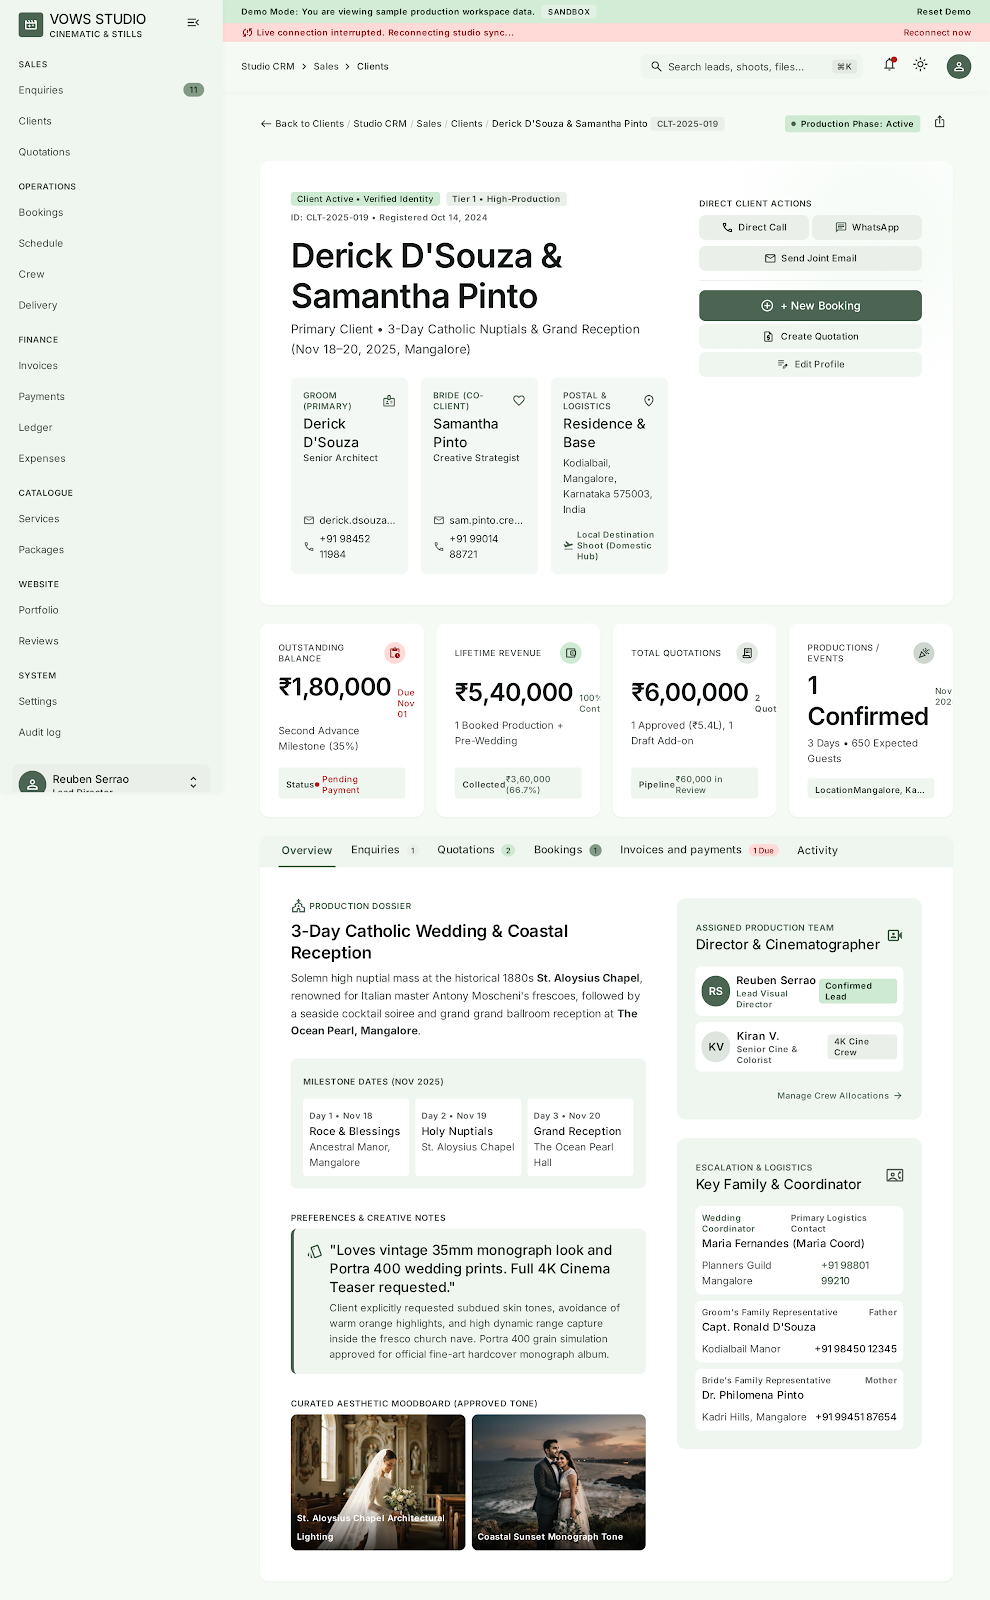 VOWS STUDIO
CINEMATIC & STILLS
SALES
Enquiries 11
Clients
Quotations
OPERATIONS
Bookings
Schedule
Crew
Delivery
FINANCE
Invoices
Payments
Ledger
Expenses
CATALOGUE
Services
Packages
WEBSITE
Portfolio
Reviews
SYSTEM
Settings
Audit log
Reuben Serrao
Lead Director
Demo Mode: You are viewing sample production workspace data. SANDBOX Reset Demo
Live connection interrupted. Reconnecting studio sync... Reconnect now
Studio CRM > Sales > Clients
Search leads, shoots, files... ⌘K
← Back to Clients / Studio CRM / Sales / Clients / Derick D'Souza & Samantha Pinto CLT-2025-019
• Production Phase: Active
Client Active • Verified Identity Tier 1 • High-Production
ID: CLT-2025-019 • Registered Oct 14, 2024
Derick D'Souza &
Samantha Pinto
Primary Client • 3-Day Catholic Nuptials & Grand Reception
(Nov 18–20, 2025, Mangalore)
GROOM
(PRIMARY)
Derick
D'Souza
Senior Architect
derick.dsouza...
+91 98452
11984
BRIDE (CO-
CLIENT)
Samantha
Pinto
Creative Strategist
sam.pinto.cre...
+91 99014
88721
POSTAL &
LOGISTICS
Residence &
Base
Kodialbail,
Mangalore,
Karnataka 575003,
India
Local Destination
Shoot (Domestic
Hub)
DIRECT CLIENT ACTIONS
Direct Call
WhatsApp
Send Joint Email
+ New Booking
Create Quotation
Edit Profile
OUTSTANDING
BALANCE
₹1,80,000
Due
Nov
01
Second Advance
Milestone (35%)
Status • Pending
Payment
LIFETIME REVENUE
₹5,40,000
100%
Cont
1 Booked Production +
Pre-Wedding
Collected ₹3,60,000
(66.7%)
TOTAL QUOTATIONS
₹6,00,000
2
Quot
1 Approved (₹5.4L), 1
Draft Add-on
Pipeline ₹60,000 in
Review
PRODUCTIONS /
EVENTS
1
Confirmed
Nov
202
3 Days • 650 Expected
Guests
Location Mangalore, Ka...
Overview
Enquiries 1
Quotations 2
Bookings 1
Invoices and payments 1 Due
Activity
PRODUCTION DOSSIER
3-Day Catholic Wedding & Coastal
Reception
Solemn high nuptial mass at the historical 1880s St. Aloysius Chapel,
renowned for Italian master Antony Moscheni's frescoes, followed by
a seaside cocktail soiree and grand grand ballroom reception at The
Ocean Pearl, Mangalore.
MILESTONE DATES (NOV 2025)
Day 1 • Nov 18
Roce & Blessings
Ancestral Manor,
Mangalore
Day 2 • Nov 19
Holy Nuptials
St. Aloysius Chapel
Day 3 • Nov 20
Grand Reception
The Ocean Pearl
Hall
PREFERENCES & CREATIVE NOTES
"Loves vintage 35mm monograph look and
Portra 400 wedding prints. Full 4K Cinema
Teaser requested."
Client explicitly requested subdued skin tones, avoidance of
warm orange highlights, and high dynamic range capture
inside the fresco church nave. Portra 400 grain simulation
approved for official fine-art hardcover monograph album.
CURATED AESTHETIC MOODBOARD (APPROVED TONE)
St. Aloysius Chapel Architectural
Lighting
Coastal Sunset Monograph Tone
ASSIGNED PRODUCTION TEAM
Director & Cinematographer
RS
Reuben Serrao
Lead Visual
Director
Confirmed
Lead
KV
Kiran V.
Senior Cine &
Colorist
4K Cine
Crew
Manage Crew Allocations →
ESCALATION & LOGISTICS
Key Family & Coordinator
Wedding
Coordinator
Primary Logistics
Contact
Maria Fernandes (Maria Coord)
Planners Guild
Mangalore
+91 98801
99210
Groom's Family Representative Father
Capt. Ronald D'Souza
Kodialbail Manor +91 98450 12345
Bride's Family Representative Mother
Dr. Philomena Pinto
Kadri Hills, Mangalore +91 99451 87654